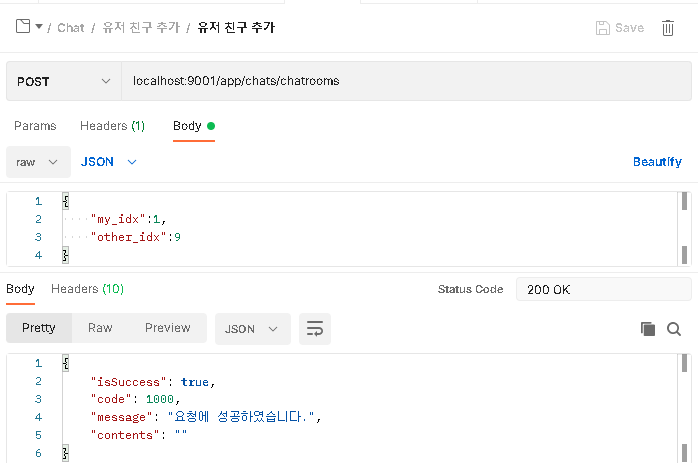 / Chat / 유저 친구 추가 / 유저 친구 추가
Save
POST
localhost:9001/app/chats/chatrooms
Params
Headers (1)
Body
raw
JSON
Beautify
1 {
2 "my_idx":1,
3 "other_idx":9
4 }
Body
Headers (10)
Status Code
200 OK
Pretty
Raw
Preview
JSON
1 {
2 "isSuccess": true,
3 "code": 1000,
4 "message": "요청에 성공하였습니다.",
5 "contents": ""
6 }